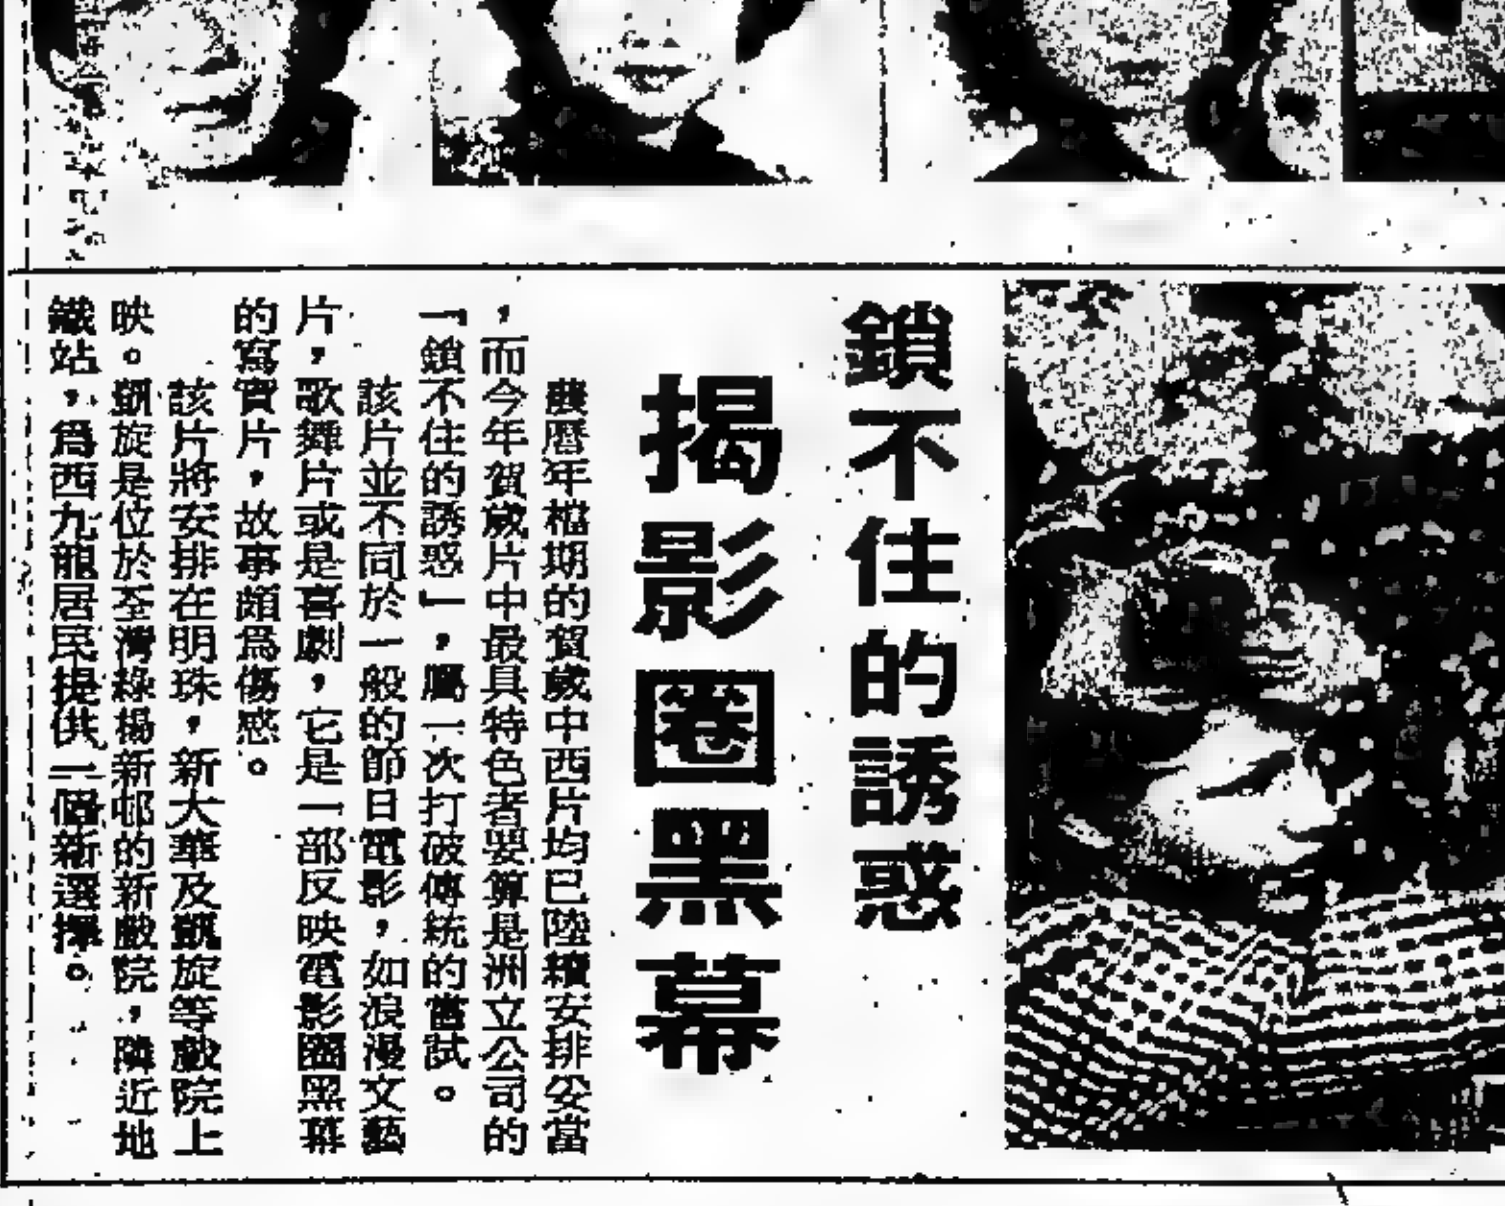 鎖不住的誘惑
揭影圈黑幕
農曆年檔期的賀歲中西片均已陸續安排妥當
，而今年賀歲片中最具特色者要算是洲立公司的
「鎖不住的誘惑」，屬一次打破傳統的嘗試。
該片並不同於一般的節日電影，如浪漫文藝
片，歌舞片或是喜劇，它是一部反映電影圈黑幕
的寫實片，故事頗為傷感。
該片將安排在明珠，新大華及凱旋等戲院上
映。凱旋是位於荃灣綠楊新邨的新戲院，隣近地
鐵站，為西九龍居民提供一個新選擇。